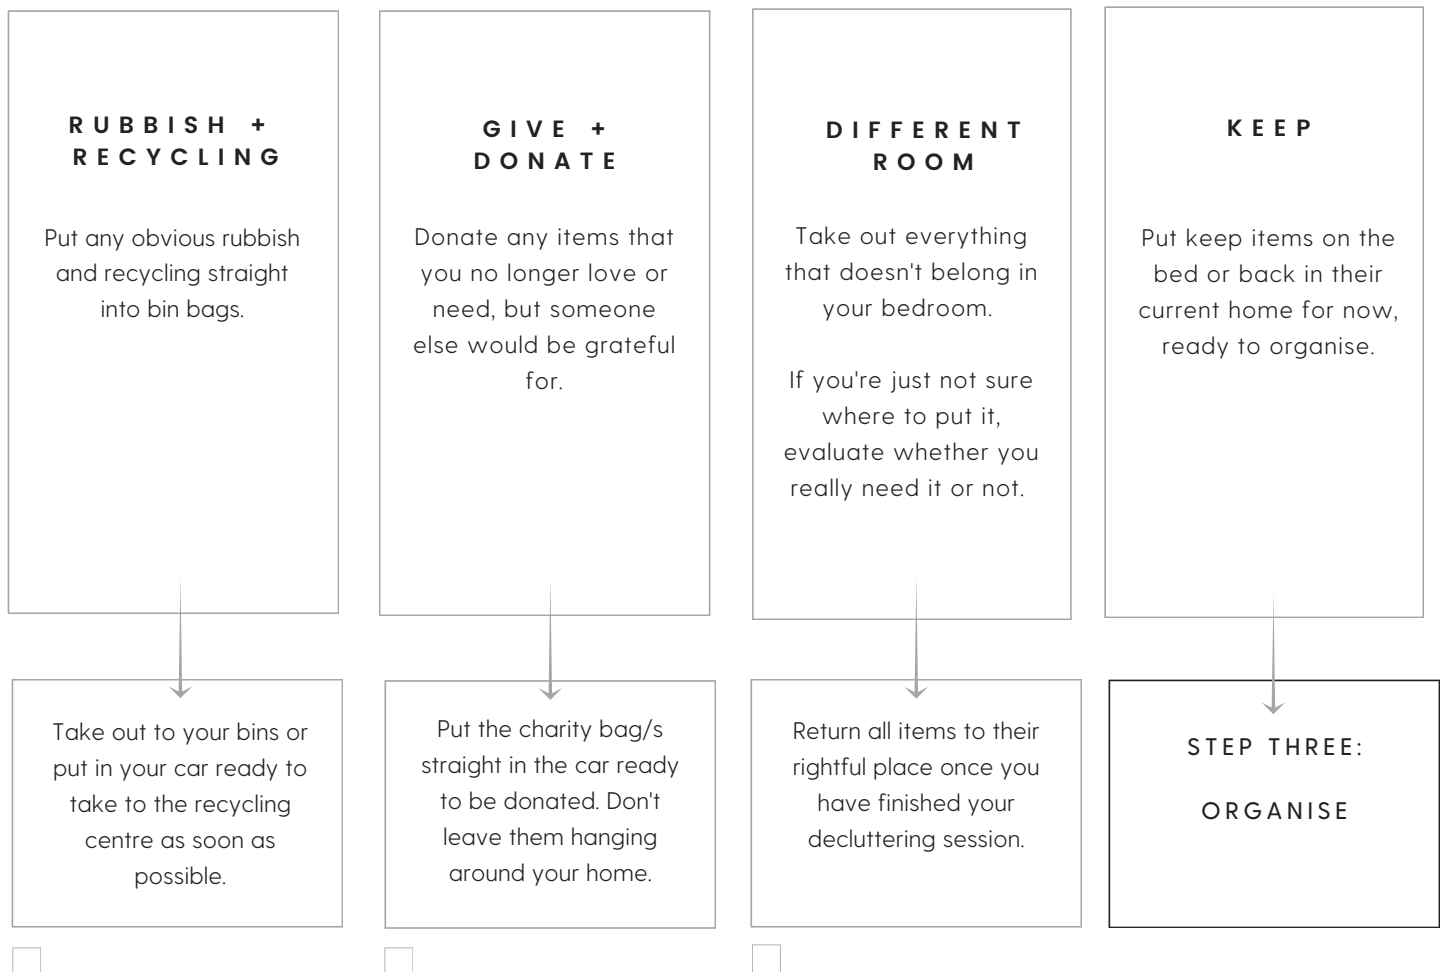 RUBBISH +
RECYCLING
Put any obvious rubbish
and recycling straight
into bin bags.
GIVE +
DONATE
Donate any items that
you no longer love or
need, but someone
else would be grateful
for.
DIFFERENT
ROOM
Take out everything
that doesn't belong in
your bedroom.
If you're just not sure
where to put it,
evaluate whether you
really need it or not.
KEEP
Put keep items on the
bed or back in their
current home for now,
ready to organise.
Take out to your bins or
put in your car ready to
take to the recycling
centre as soon as
possible.
Put the charity bag/s
straight in the car ready
to be donated. Don't
leave them hanging
around your home.
Return all items to their
rightful place once you
have finished your
decluttering session.
STEP THREE:
ORGANISE